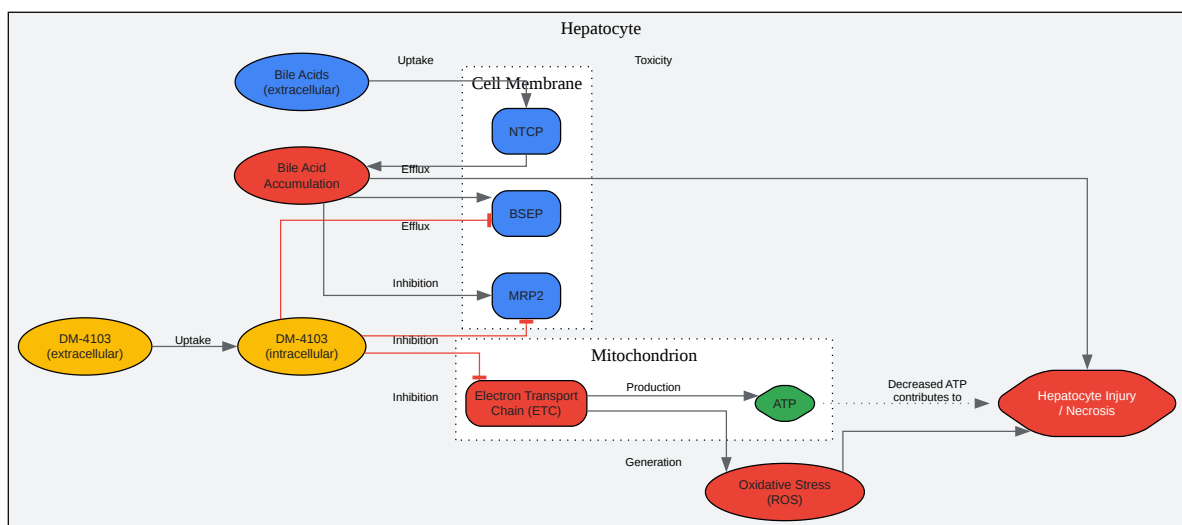 Hepatocyte
Bile Acids
(extracellular)
Uptake
Toxicity
Cell Membrane
NTCP
Bile Acid
Accumulation
Efflux
BSEP
Efflux
Inhibition
MRP2
DM-4103
(extracellular)
Uptake
DM-4103
(intracellular)
Inhibition
Mitochondrion
Inhibition
Electron Transport
Chain (ETC)
Production
ATP
Decreased ATP
contributes to
Hepatocyte Injury
/ Necrosis
Generation
Oxidative Stress
(ROS)